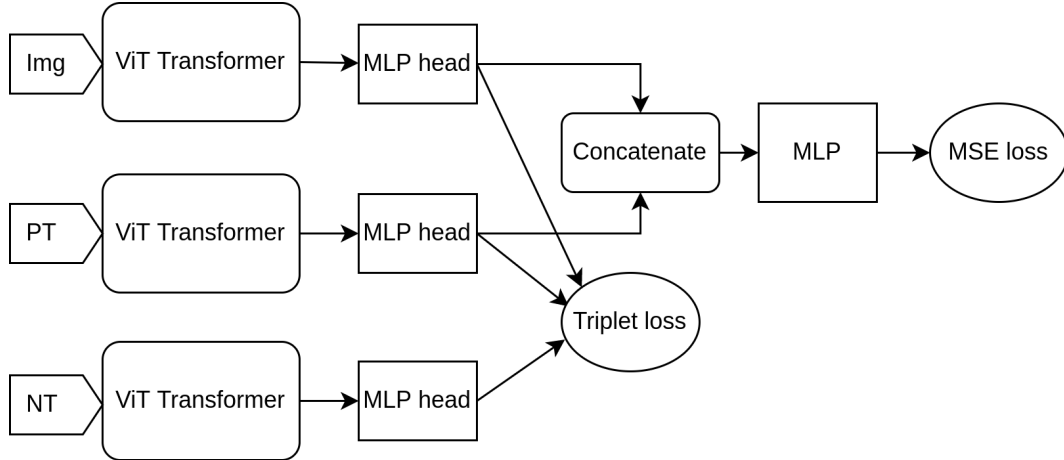 Img
ViT Transformer
MLP head
Concatenate
MLP
MSE loss
PT
ViT Transformer
MLP head
Triplet loss
NT
ViT Transformer
MLP head